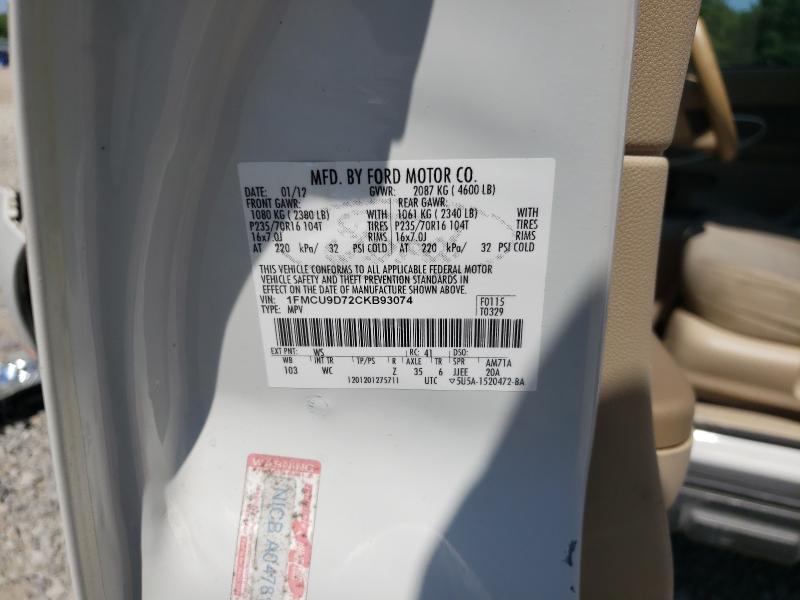 MFD. BY FORD MOTOR CO.
DATE: 01/12 GVWR: 2087 KG ( 4600 LB)
FRONT GAWR: REAR GAWR:
1080 KG ( 2380 LB) WITH 1061 KG ( 2340 LB) WITH
P235/70R16 104T TIRES P235/70R16 104T TIRES
16x7.0J RIMS 16x7.0J RIMS
AT 220 kPa/ 32 PSI COLD AT 220 kPa/ 32 PSI COLD
THIS VEHICLE CONFORMS TO ALL APPLICABLE FEDERAL MOTOR
VEHICLE SAFETY AND THEFT PREVENTION STANDARDS IN
EFFECT ON THE DATE OF MANUFACTURE SHOWN ABOVE.
VIN: 1FMCU9D72CKB93074 F0115
TYPE: MPV T0329
EXT PNT: WS RC: 41 DSO:
WB INT TR TP/PS R AXLE TR SPR AM71A
103 WC Z 35 6 JJEE 20A
1201201275711 UTC ▽5U5A-1520472-BA
WARNING
NICB A0478